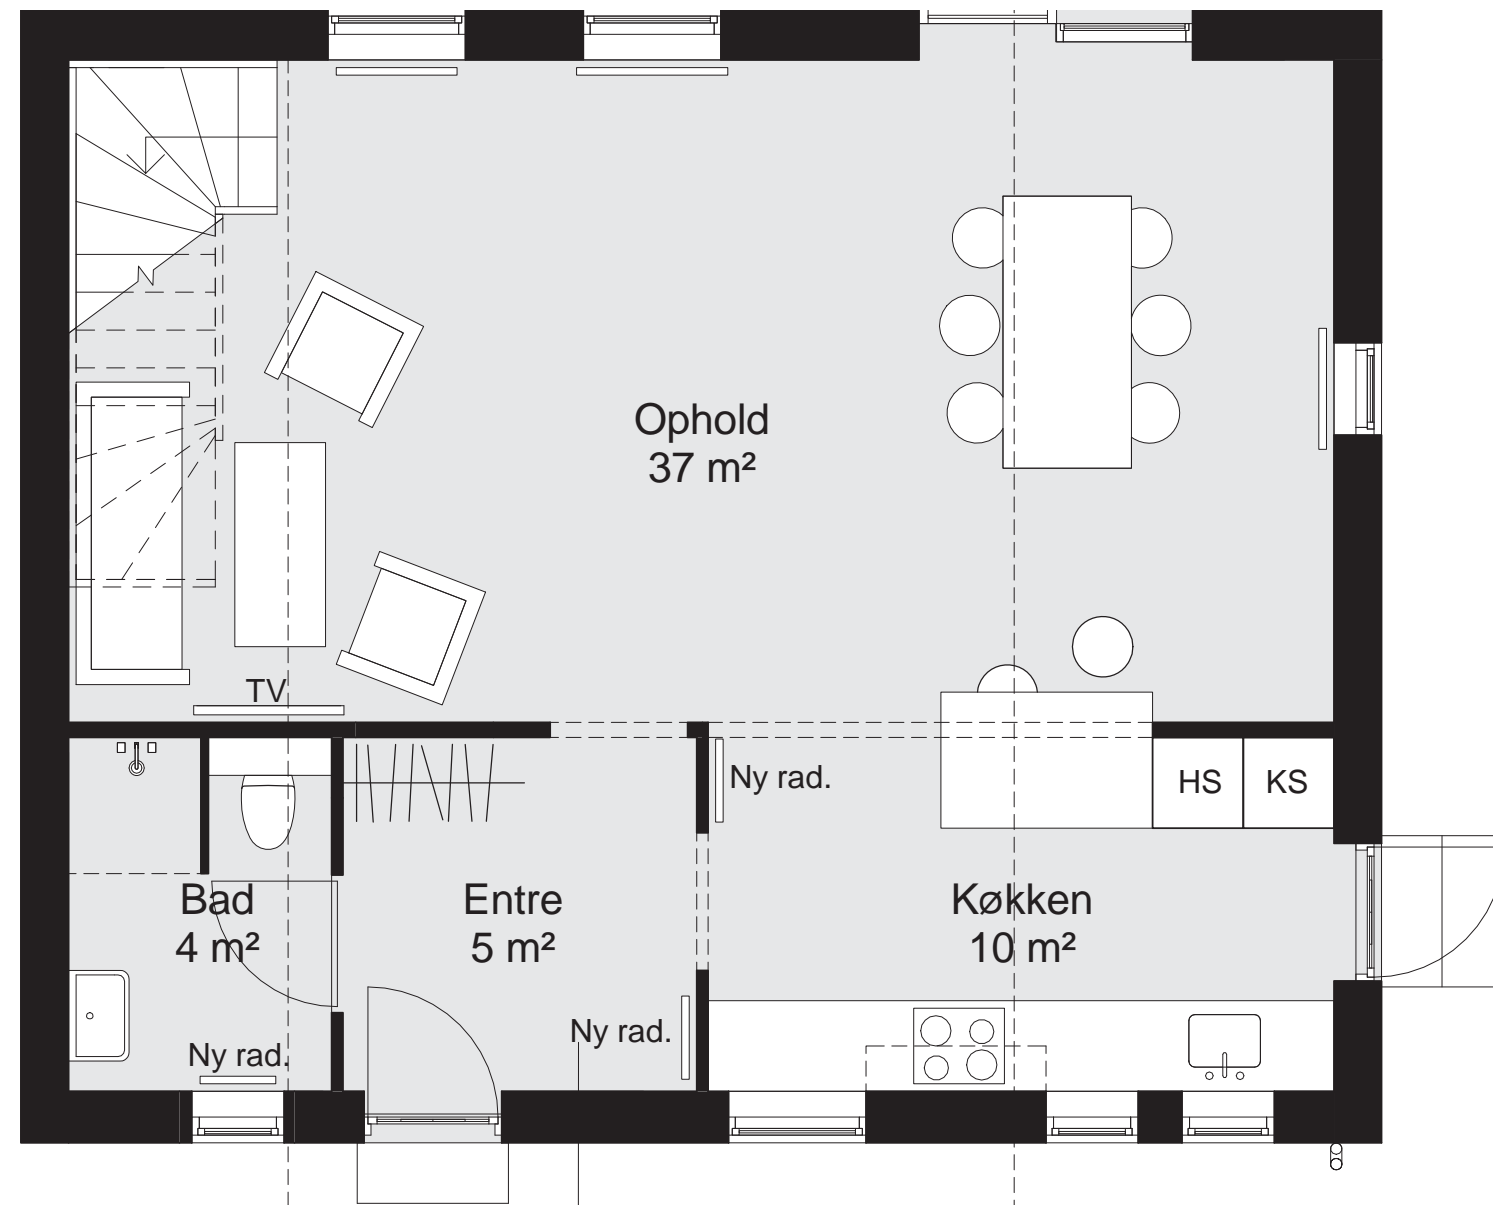 Ophold
37 m²
TV
Ny rad.
HS
KS
Bad
4 m²
Entre
5 m²
Køkken
10 m²
Ny rad.
Ny rad.